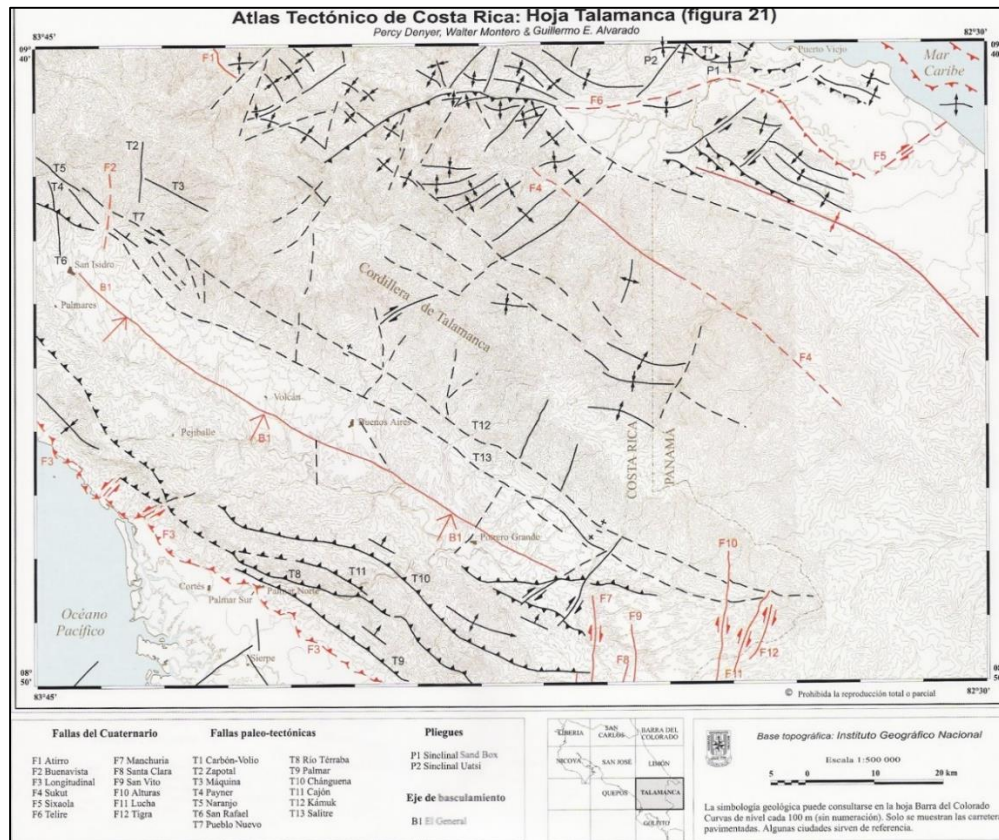 Atlas Tectónico de Costa Rica: Hoja Talamanca (figura 21)
Percy Denyer, Walter Montero & Guillermo E. Alvarado
83°45'
82°30'
09°
40'
09°
40'
F1
P2
T1
P1
Puerto Viejo
Mar
Caribe
F6
F5
T5
T4
F2
T2
T3
T7
F4
T6
San Isidro
B1
Palmares
Cordillera
de Talamanca
F4
Volcán
B1
Buenos Aires
Pejiballe
T12
T13
COSTA RICA
PANAMÁ
F3
B1
Potrero Grande
F3
F10
T8
T11
T10
Cortés
Palmar Sur
Palmar Norte
F7
F9
Océano
Pacífico
F3
F12
Sierpe
T9
F8
F11
08°
50'
83°45'
82°30'
© Prohibida la reproducción total o parcial
Fallas del Cuaternario
F1 Atirro
F2 Buenavista
F3 Longitudinal
F4 Sukut
F5 Sixaola
F6 Telire
F7 Manchuria
F8 Santa Clara
F9 San Vito
F10 Alturas
F11 Lucha
F12 Tigra
Fallas paleo-tectónicas
T1 Carbón-Volio
T2 Zapotal
T3 Máquina
T4 Payner
T5 Naranjo
T6 San Rafael
T7 Pueblo Nuevo
T8 Río Térraba
T9 Palmar
T10 Chánguena
T11 Cajón
T12 Kámuk
T13 Salitre
Pliegues
P1 Sinclinal Sand Box
P2 Sinclinal Uatsi
Eje de basculamiento
B1 El General
LIBERIA
SAN CARLOS
BARRA DEL COLORADO
NICOYA
SAN JOSÉ
LIMÓN
QUEPOS
TALAMANCA
GOLFITO
Base topográfica: Instituto Geográfico Nacional
Escala 1:500 000
5 0 10 20 km
La simbología geológica puede consultarse en la hoja Barra del Colorado
Curvas de nivel cada 100 m (sin numeración). Solo se muestran las carreteras
pavimentadas. Algunas ciudades sirven de referencia.